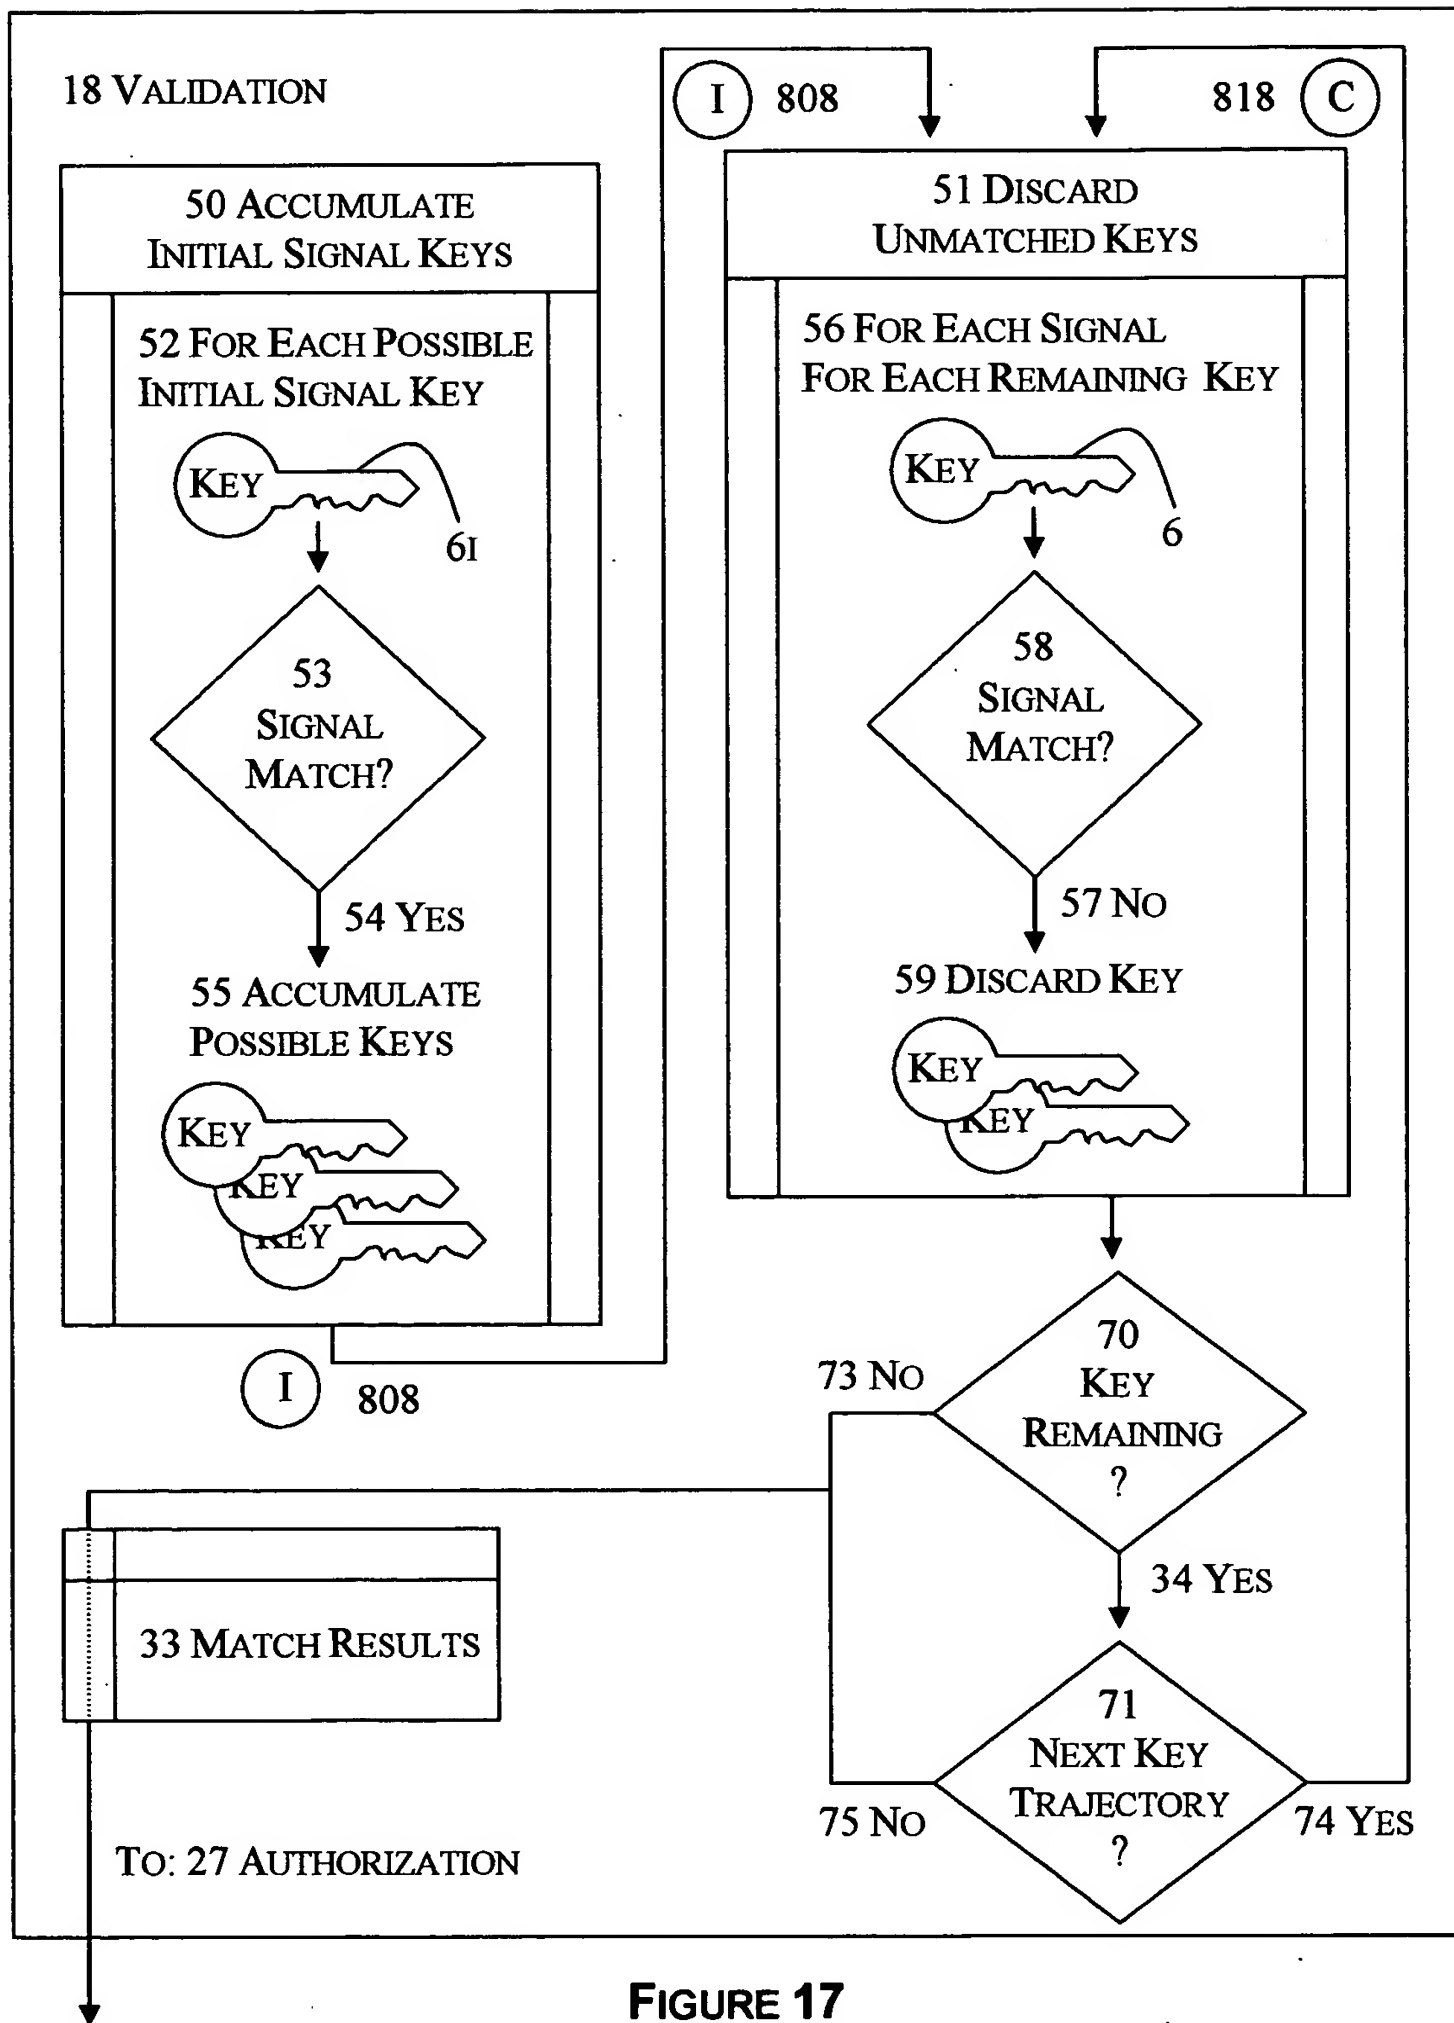 18 VALIDATION
I 808
818 C
50 ACCUMULATE
INITIAL SIGNAL KEYS
52 FOR EACH POSSIBLE
INITIAL SIGNAL KEY
KEY
6I
53
SIGNAL
MATCH?
54 YES
55 ACCUMULATE
POSSIBLE KEYS
KEY
KEY
KEY
I 808
51 DISCARD
UNMATCHED KEYS
56 FOR EACH SIGNAL
FOR EACH REMAINING KEY
KEY
6
58
SIGNAL
MATCH?
57 NO
59 DISCARD KEY
KEY
KEY
70
KEY
REMAINING
?
73 NO
34 YES
71
NEXT KEY
TRAJECTORY
?
75 NO
74 YES
33 MATCH RESULTS
TO: 27 AUTHORIZATION
FIGURE 17